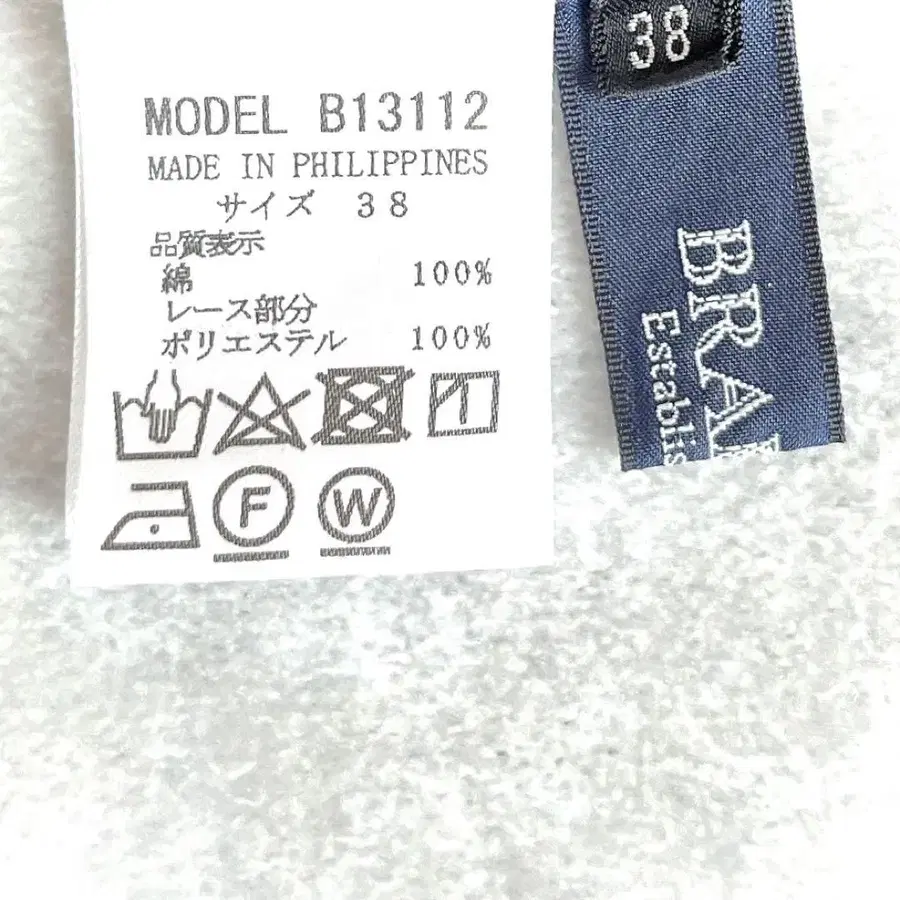 MODEL B13112
MADE IN PHILIPPINES
サイズ 38
品質表示
綿 100%
レース部分
ポリエステル 100%
F
W
38